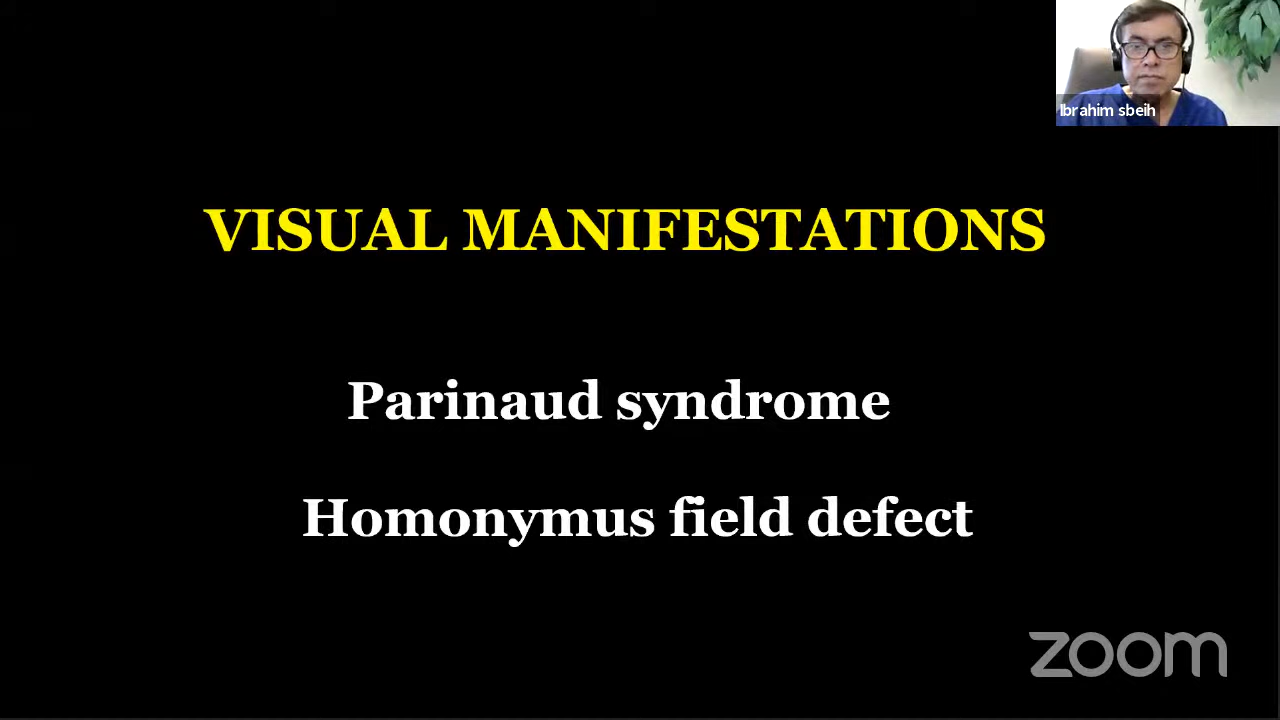 Ibrahim sbeih
VISUAL MANIFESTATIONS
Parinaud syndrome
Homonymus field defect
zoom